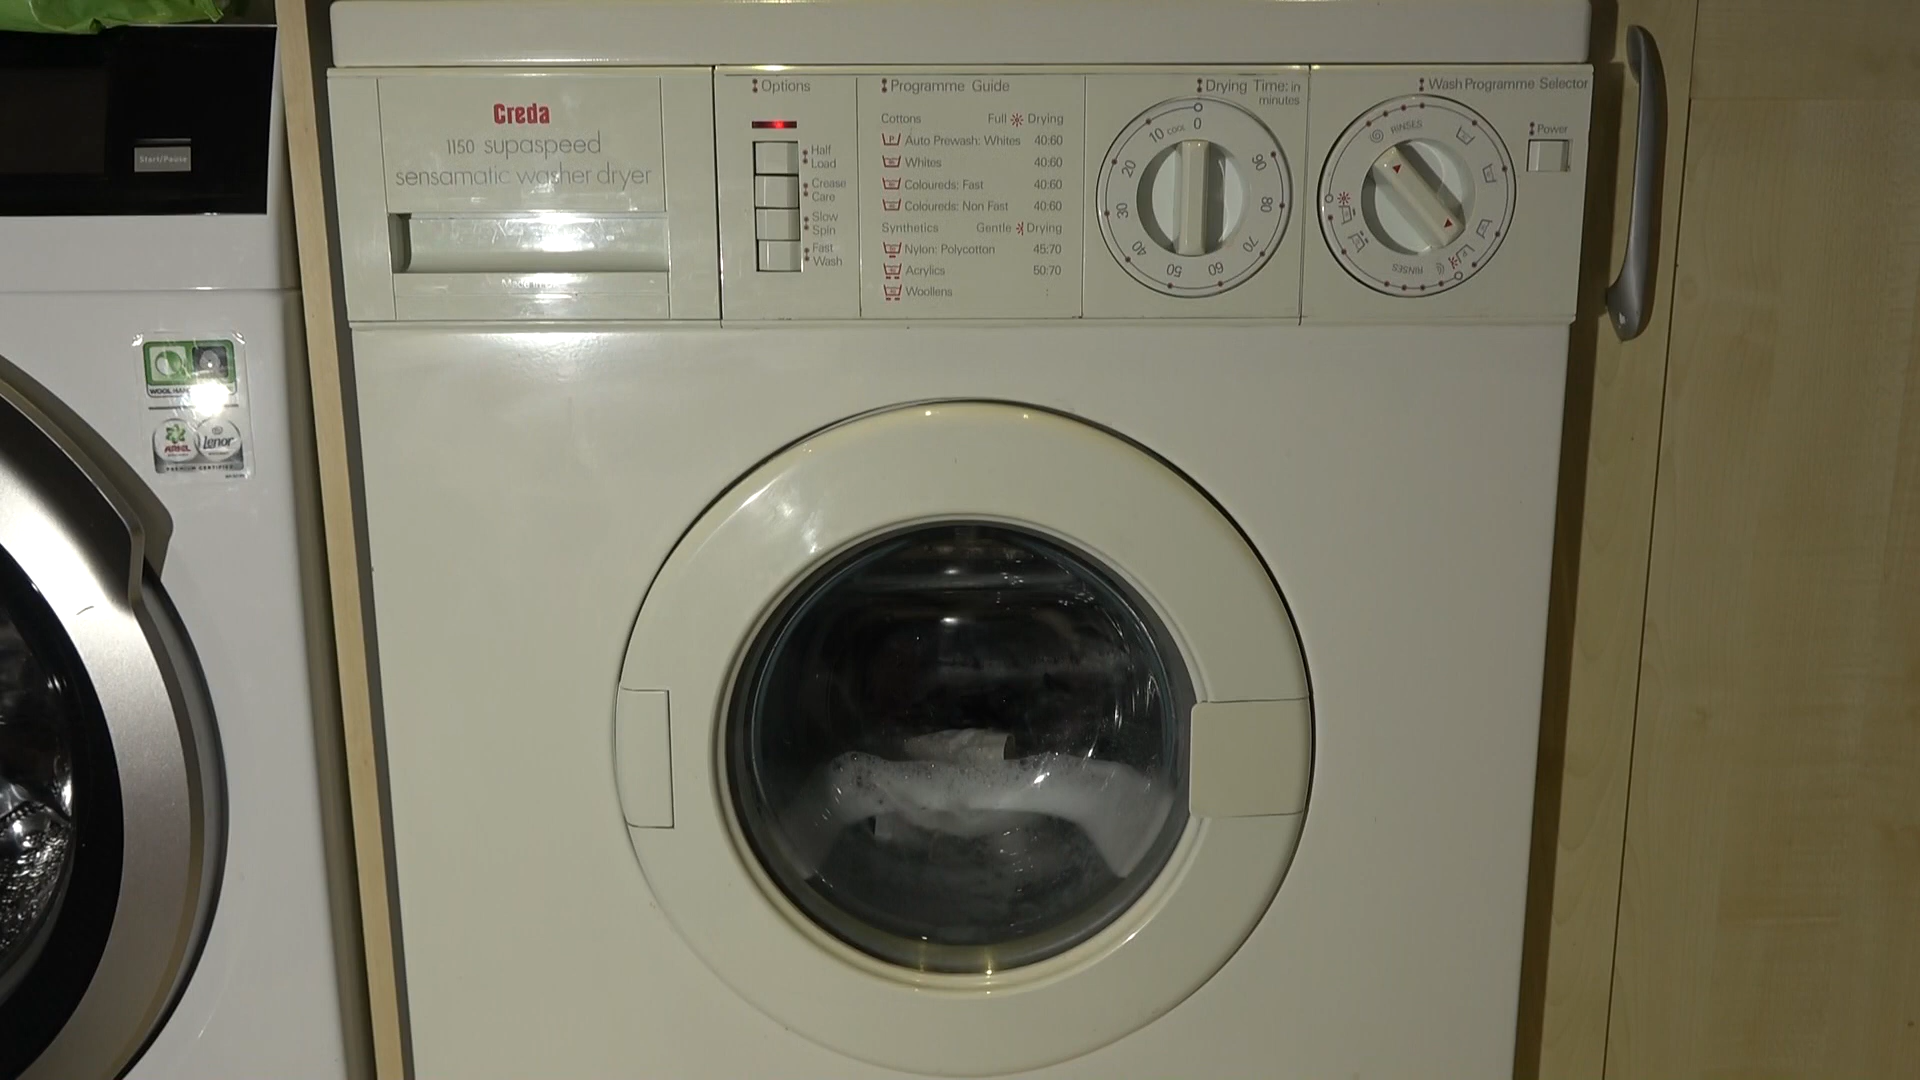 Start/Pause
Lenor
PREMIUM CERTIFIED
Creda
1150 supaspeed
sensamatic washer dryer
Options
Half
Load
Crease
Care
Slow
Spin
Fast
Wash
Programme Guide
Cottons Full Drying
P Auto Prewash: Whites 40:60
Whites 40:60
Coloureds: Fast 40:60
Coloureds: Non Fast 40:60
Synthetics Gentle Drying
Nylon: Polycotton 45:70
Acrylics 50:70
Woollens
Drying Time: in
minutes
0
10 COOL
20
30
40
50
60
70
80
90
Wash Programme Selector
RINSES
RINSES
Power